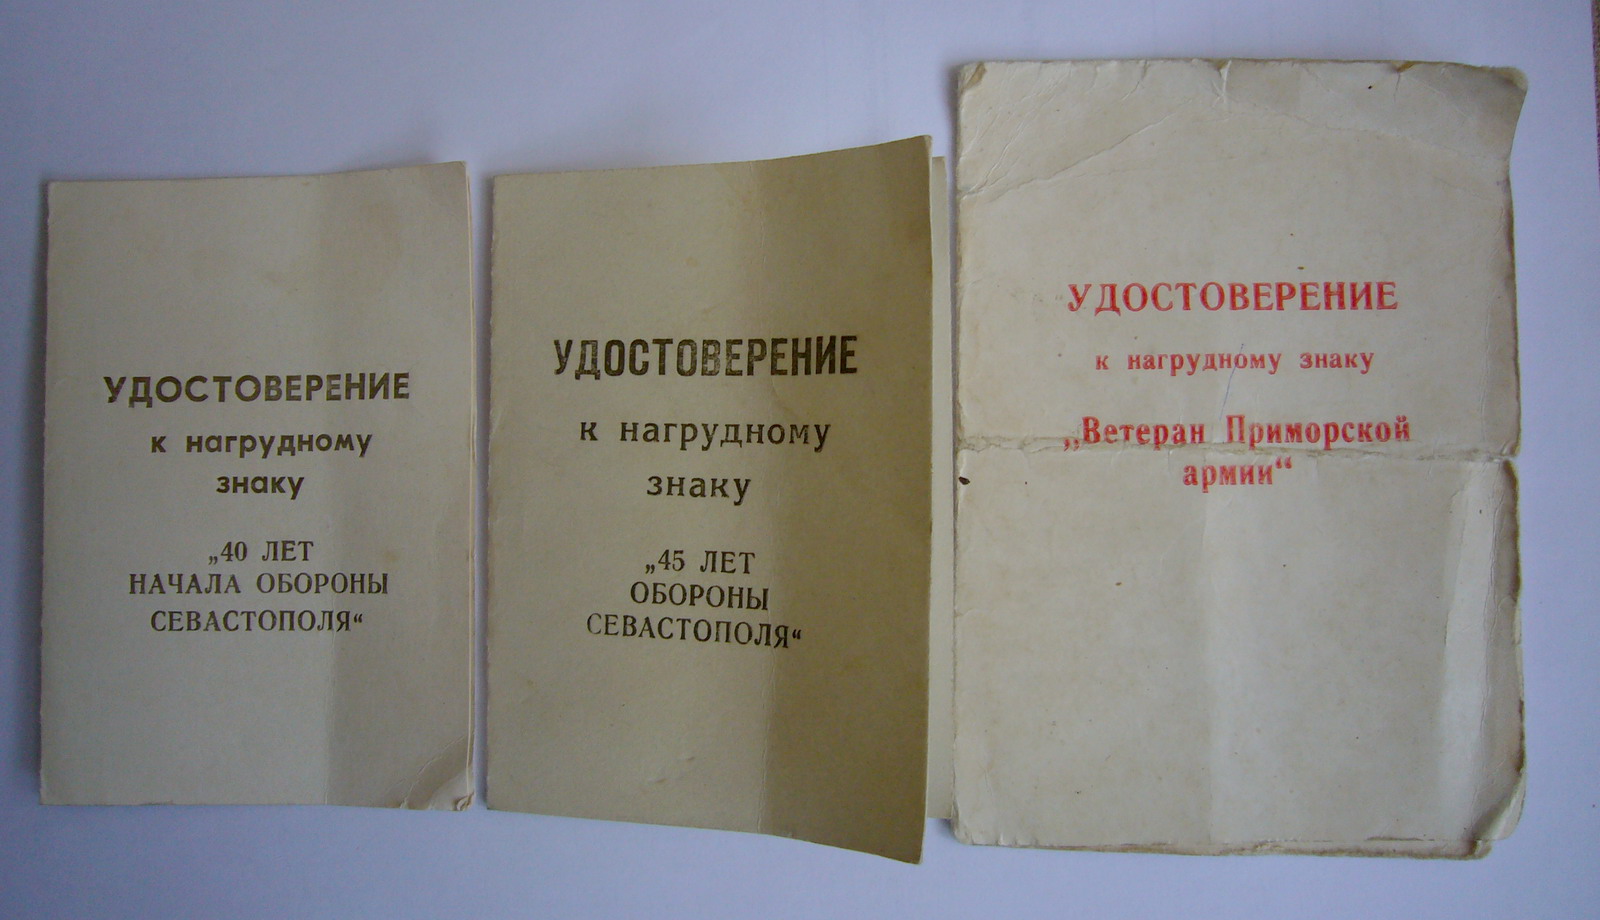 УДОСТОВЕРЕНИЕ
к нагрудному
знаку
„40 ЛЕТ
НАЧАЛА ОБОРОНЫ
СЕВАСТОПОЛЯ“
УДОСТОВЕРЕНИЕ
к нагрудному
знаку
„45 ЛЕТ
ОБОРОНЫ
СЕВАСТОПОЛЯ“
УДОСТОВЕРЕНИЕ
к нагрудному знаку
„Ветеран Приморской
армии“